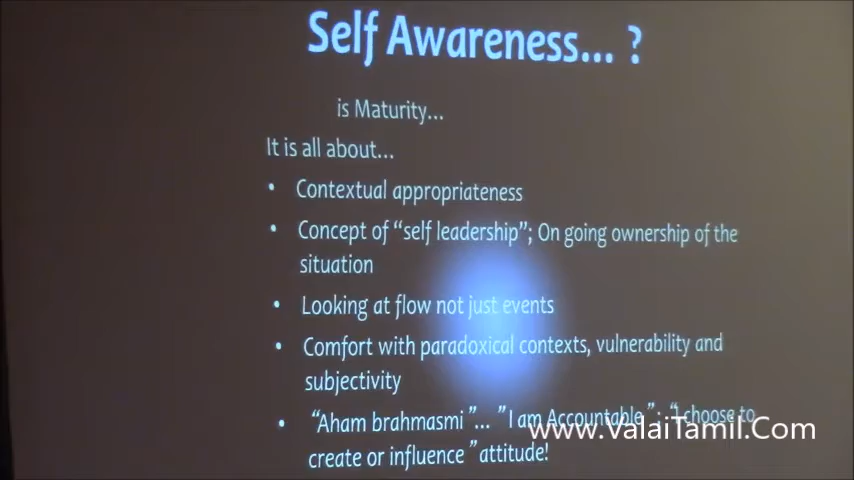 Self Awareness... ?
is Maturity...
It is all about...
• Contextual appropriateness
• Concept of “self leadership”; On going ownership of the
situation
• Looking at flow not just events
• Comfort with paradoxical contexts, vulnerability and
subjectivity
• “Aham brahmasmi ”... ”I am Accountable ”; “I choose to
www.ValaiTamil.Com
create or influence ” attitude!